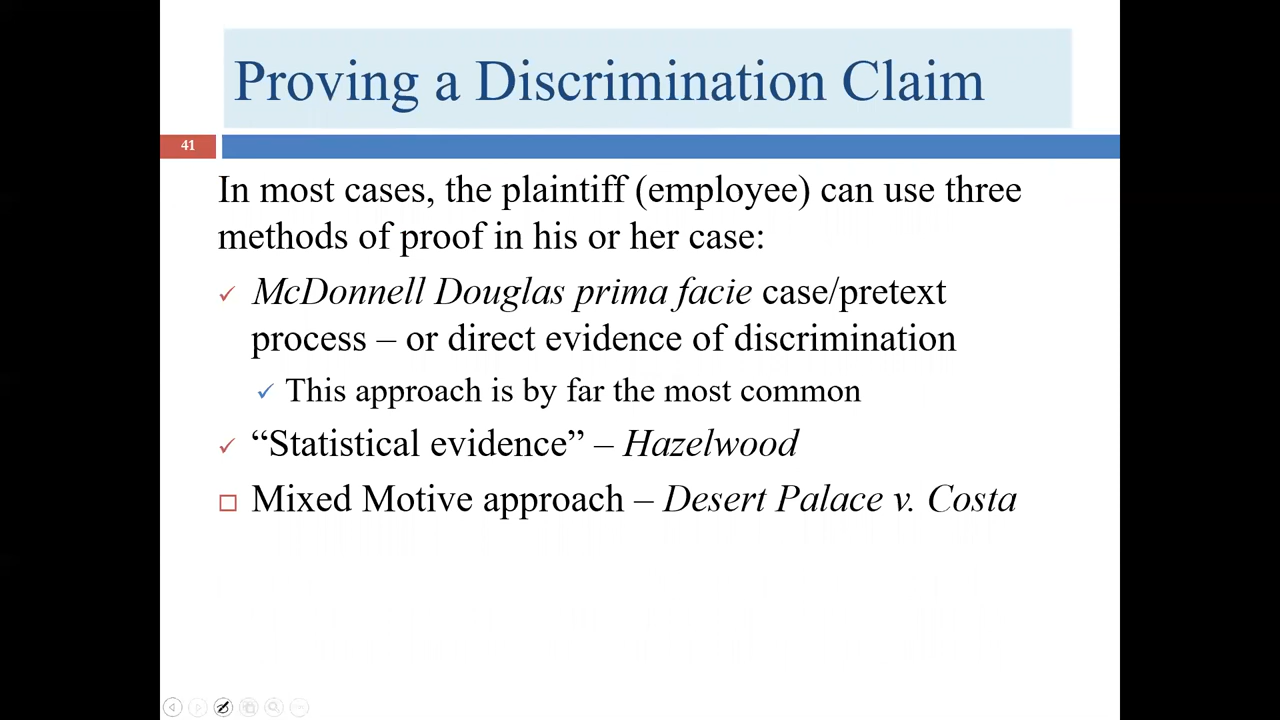 Proving a Discrimination Claim
41
In most cases, the plaintiff (employee) can use three
methods of proof in his or her case:
McDonnell Douglas prima facie case/pretext
process – or direct evidence of discrimination
This approach is by far the most common
“Statistical evidence” – Hazelwood
Mixed Motive approach – Desert Palace v. Costa